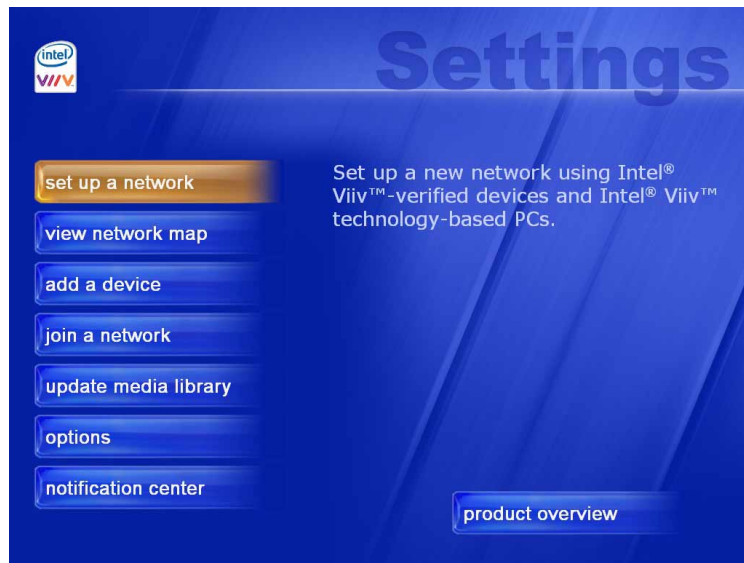 intel
VIIV
Settings
set up a network
Set up a new network using Intel®
Viiv™-verified devices and Intel® Viiv™
technology-based PCs.
view network map
add a device
join a network
update media library
options
notification center
product overview